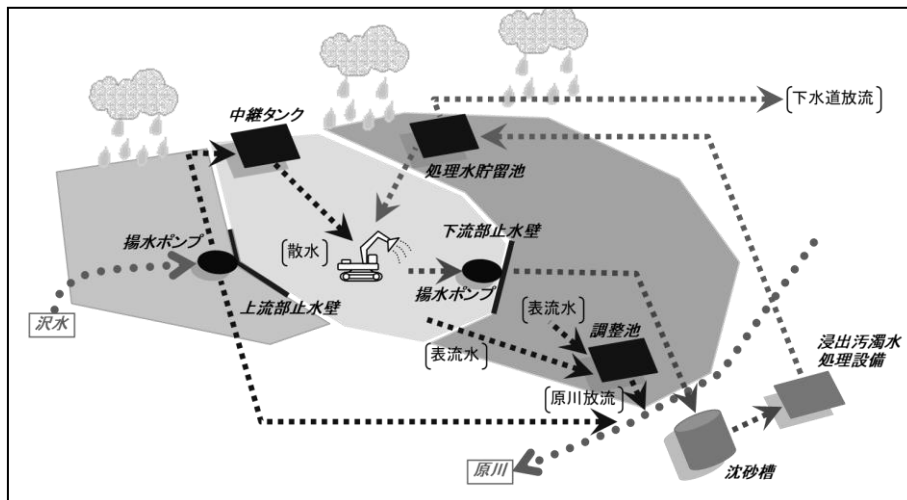 〔下水道放流〕
中継タンク
処理水貯留池
揚水ポンプ
〔散水〕
下流部止水壁
揚水ポンプ
上流部止水壁
沢水
〔表流水〕
調整池
〔表流水〕
浸出汚濁水
処理設備
〔原川放流〕
原川
沈砂槽